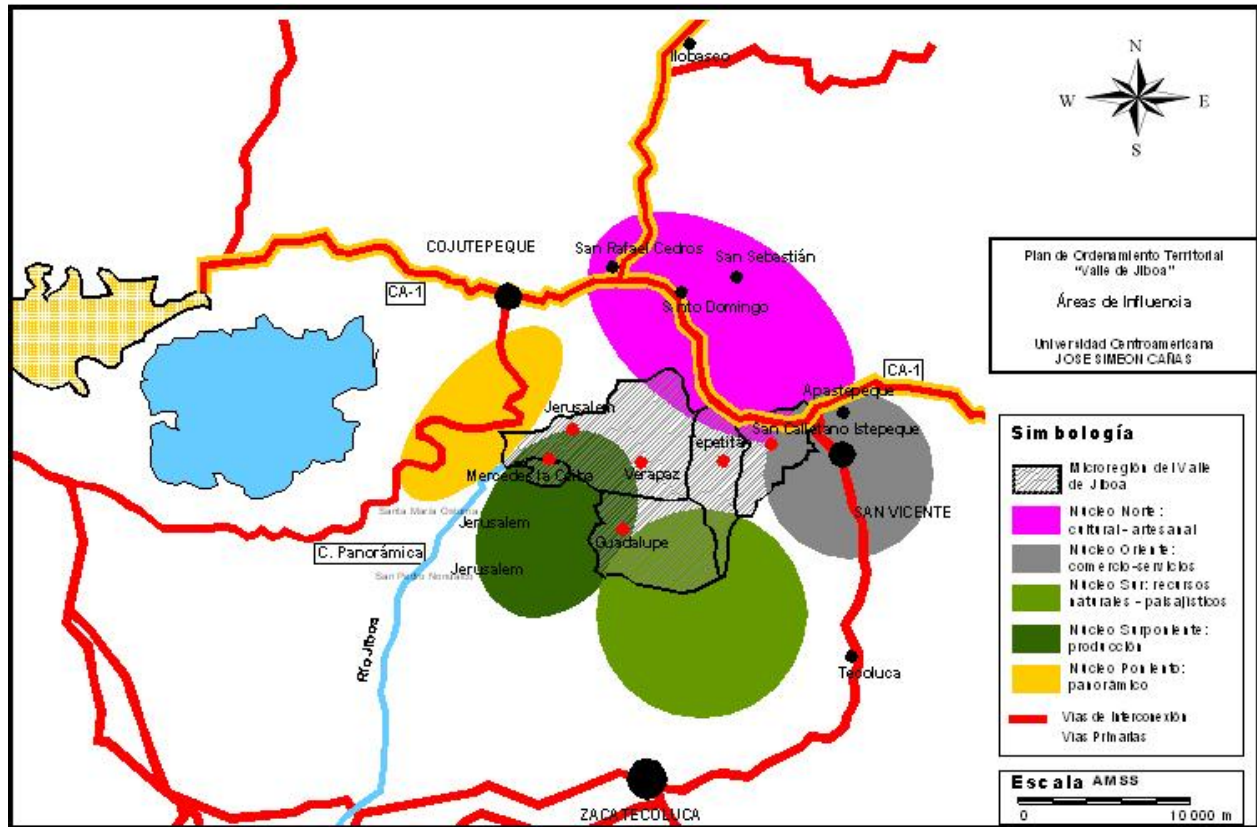 Ilobasco
N
W
E
S
COJUTEPEQUE
San Rafael Cedros
San Sebastián
CA-1
Santo Domingo
Plan de Ordenamiento Territorial
"Valle de Jiboa"
Áreas de Influencia
Universidad Centroamericana
JOSE SIMEON CAÑAS
CA-1
Apastepeque
Jerusalem
San Calletano Istepeque
Tepetitán
Mercedes la Ceiba
Verapaz
Santa María Ostuma
Jerusalem
SAN VICENTE
Guadalupe
C. Panorámica
Jerusalem
San Pedro Nonualco
Río Jiboa
Tecoluca
ZACATECOLUCA
Simbología
Microregión del Valle
de Jiboa
Núcleo Norte:
cultural-artesanal
Núcleo Oriente:
comercio-servicios
Núcleo Sur: recursos
naturales - paisajísticos
Núcleo Surponiente:
producción
Núcleo Poniento:
panorámico
Vías de Interconexión
Vías Primarias
Escala AMSS
0 10 000 m